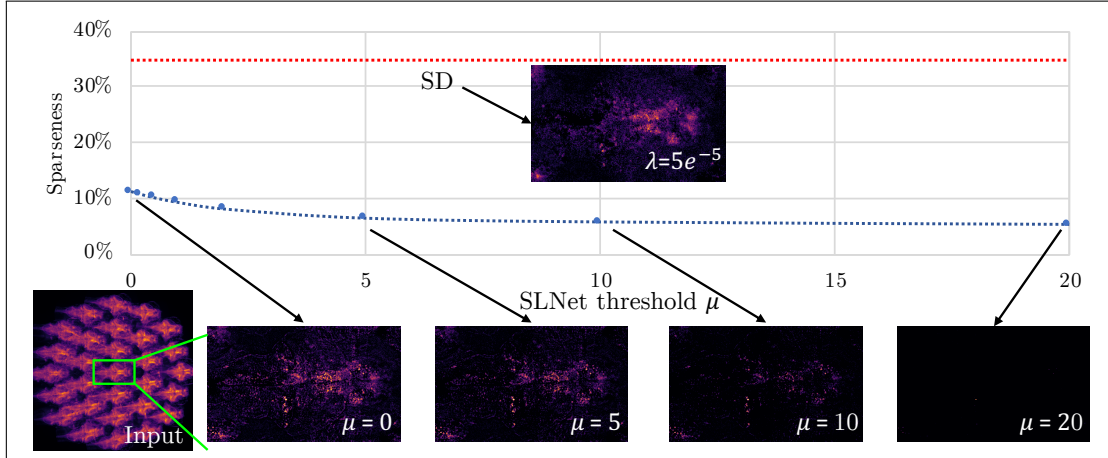 40%
30%
20%
10%
0%
Sparseness
SD
λ=5e⁻⁵
0
5
10
15
20
SLNet threshold μ
Input
μ = 0
μ = 5
μ = 10
μ = 20